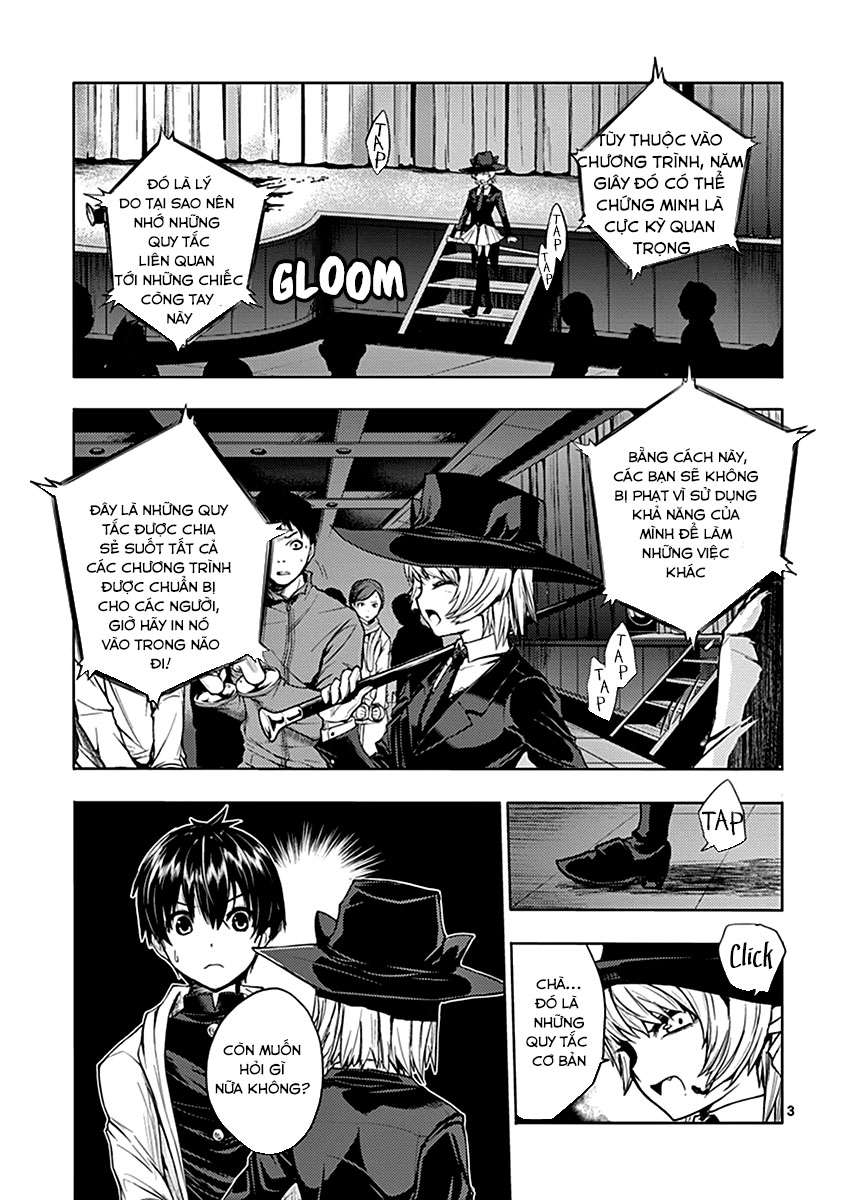 TÙY THUỘC VÀO
CHƯƠNG TRÌNH, NĂM
GIÂY ĐÓ CÓ THỂ
CHỨNG MINH LÀ
CỰC KỲ QUAN
TRỌNG
TAP
TAP
TAP
ĐÓ LÀ LÝ
DO TẠI SAO NÊN
NHỚ NHỮNG
QUY TẮC
LIÊN QUAN
TỚI NHỮNG CHIẾC
CÒNG TAY
NÀY
GLOOM
BẰNG CÁCH NÀY,
CÁC BẠN SẼ KHÔNG
BỊ PHẠT VÌ SỬ DỤNG
KHẢ NĂNG CỦA
MÌNH ĐỂ LÀM
NHỮNG VIỆC
KHÁC
TAP
TAP
TAP
ĐÂY LÀ NHỮNG QUY
TẮC ĐƯỢC CHIA
SẺ SUỐT TẤT CẢ
CÁC CHƯƠNG TRÌNH
ĐƯỢC CHUẨN BỊ
CHO CÁC NGƯỜI,
GIỜ HÃY IN NÓ
VÀO TRONG NÃO
ĐI!
TAP
Click
CHÀ...
ĐÓ LÀ
NHỮNG
QUY TẮC
CƠ BẢN
CÒN MUỐN
HỎI GÌ
NỮA KHÔNG?
3